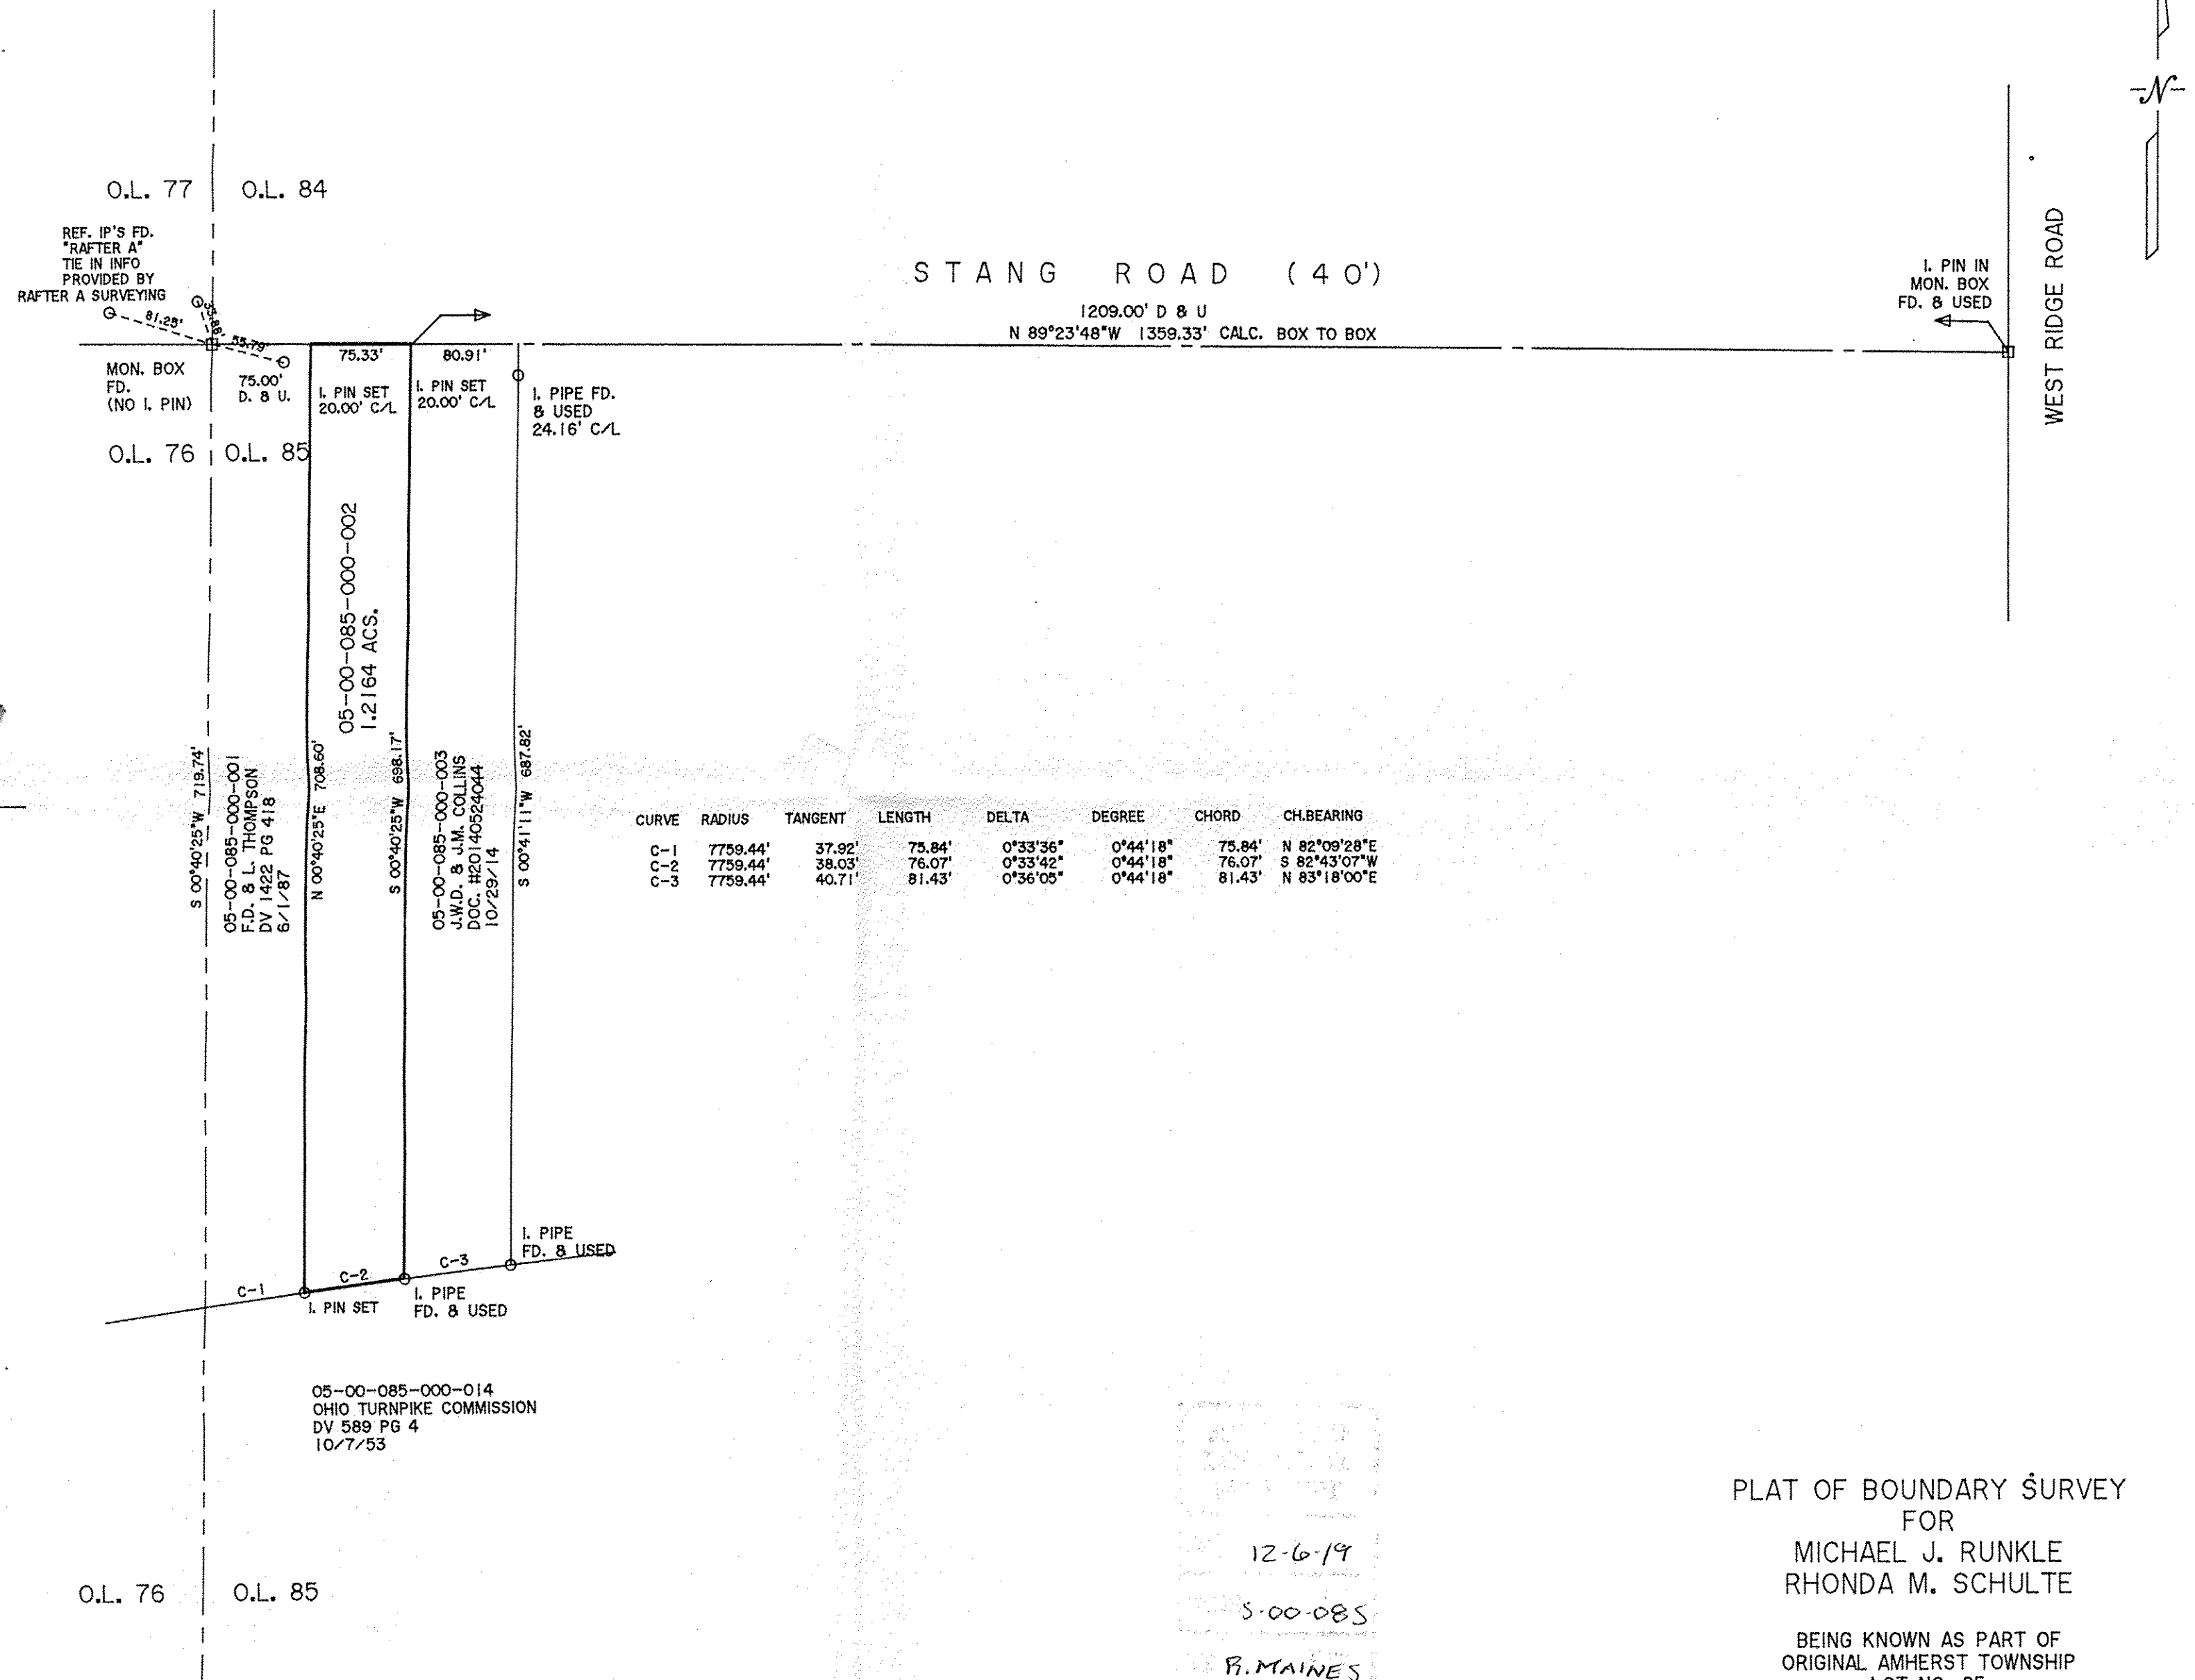 -N-
O.L. 77
O.L. 84
REF. IP'S FD.
"RAFTER A"
TIE IN INFO
PROVIDED BY
RAFTER A SURVEYING
81.25'
55.79'
MON. BOX
FD.
(NO I. PIN)
75.00'
D. & U.
O.L. 76
O.L. 85
75.33'
80.91'
I. PIN SET
20.00' C/L
I. PIN SET
20.00' C/L
I. PIPE FD.
& USED
24.16' C/L
STANG ROAD (40')
1209.00' D & U
N 89°23'48"W 1359.33' CALC. BOX TO BOX
I. PIN IN
MON. BOX
FD. & USED
WEST RIDGE ROAD
S 00°40'25"W 719.74'
05-00-085-000-001
F.D. & L. THOMPSON
DV 1422 PG 418
6/1/87
N 00°40'25"E 708.60'
05-00-085-000-002
1.2164 ACS.
S 00°40'25"W 698.17'
05-00-085-000-003
J.W.D. & J.M. COLLINS
DOC. #20140524044
10/29/14
S 00°41'11"W 687.82'
CURVE RADIUS TANGENT LENGTH DELTA DEGREE CHORD CH.BEARING
C-1 7759.44' 37.92' 75.84' 0°33'36" 0°44'18" 75.84' N 82°09'28"E
C-2 7759.44' 38.03' 76.07' 0°33'42" 0°44'18" 76.07' S 82°43'07"W
C-3 7759.44' 40.71' 81.43' 0°36'05" 0°44'18" 81.43' N 83°18'00"E
C-1
C-2
C-3
I. PIN SET
I. PIPE
FD. & USED
I. PIPE
FD. & USED
05-00-085-000-014
OHIO TURNPIKE COMMISSION
DV 589 PG 4
10/7/53
O.L. 76
O.L. 85
12-6-19
5-00-085
R. MAINES
PLAT OF BOUNDARY SURVEY
FOR
MICHAEL J. RUNKLE
RHONDA M. SCHULTE
BEING KNOWN AS PART OF
ORIGINAL AMHERST TOWNSHIP
LOT NO. 85